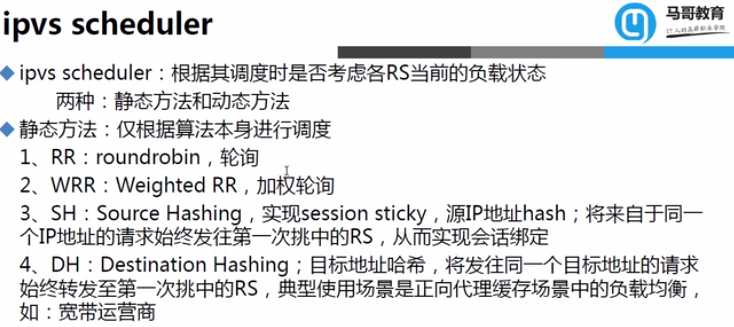 ipvs scheduler
马哥教育
IT人的高薪职业学院
ipvs scheduler：根据其调度时是否考虑各RS当前的负载状态
两种：静态方法和动态方法
静态方法：仅根据算法本身进行调度
1、RR：roundrobin，轮询
2、WRR：Weighted RR，加权轮询
3、SH：Source Hashing，实现session sticky，源IP地址hash；将来自于同一
个IP地址的请求始终发往第一次挑中的RS，从而实现会话绑定
4、DH：Destination Hashing；目标地址哈希，将发往同一个目标地址的请求
始终转发至第一次挑中的RS，典型使用场景是正向代理缓存场景中的负载均衡，
如：宽带运营商